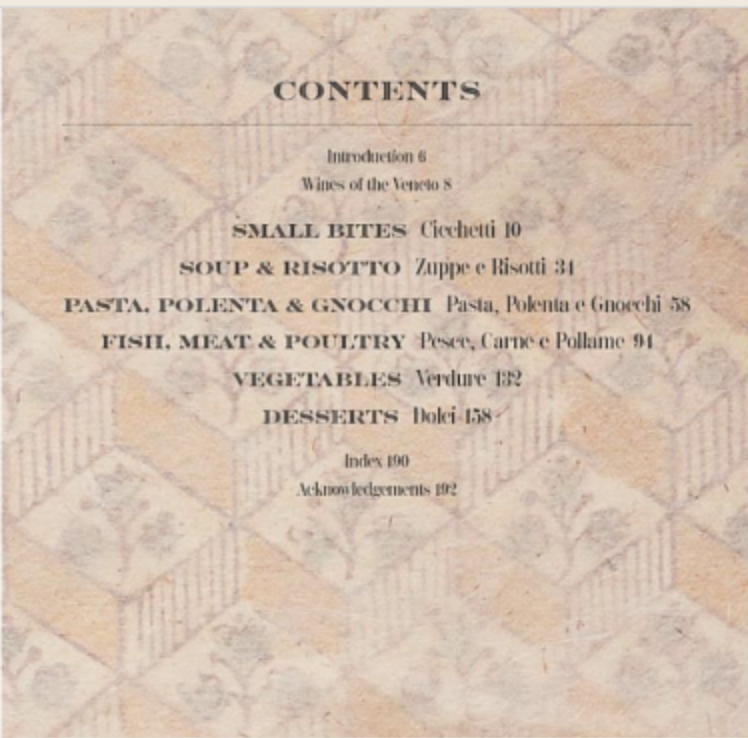 CONTENTS
Introduction 6
Wines of the Veneto 8
SMALL BITES Cicchetti 10
SOUP & RISOTTO Zuppe e Risotti 34
PASTA, POLENTA & GNOCCHI Pasta, Polenta e Gnocchi 58
FISH, MEAT & POULTRY Pesce, Carne e Pollame 94
VEGETABLES Verdure 132
DESSERTS Dolci 158
Index 190
Acknowledgements 192